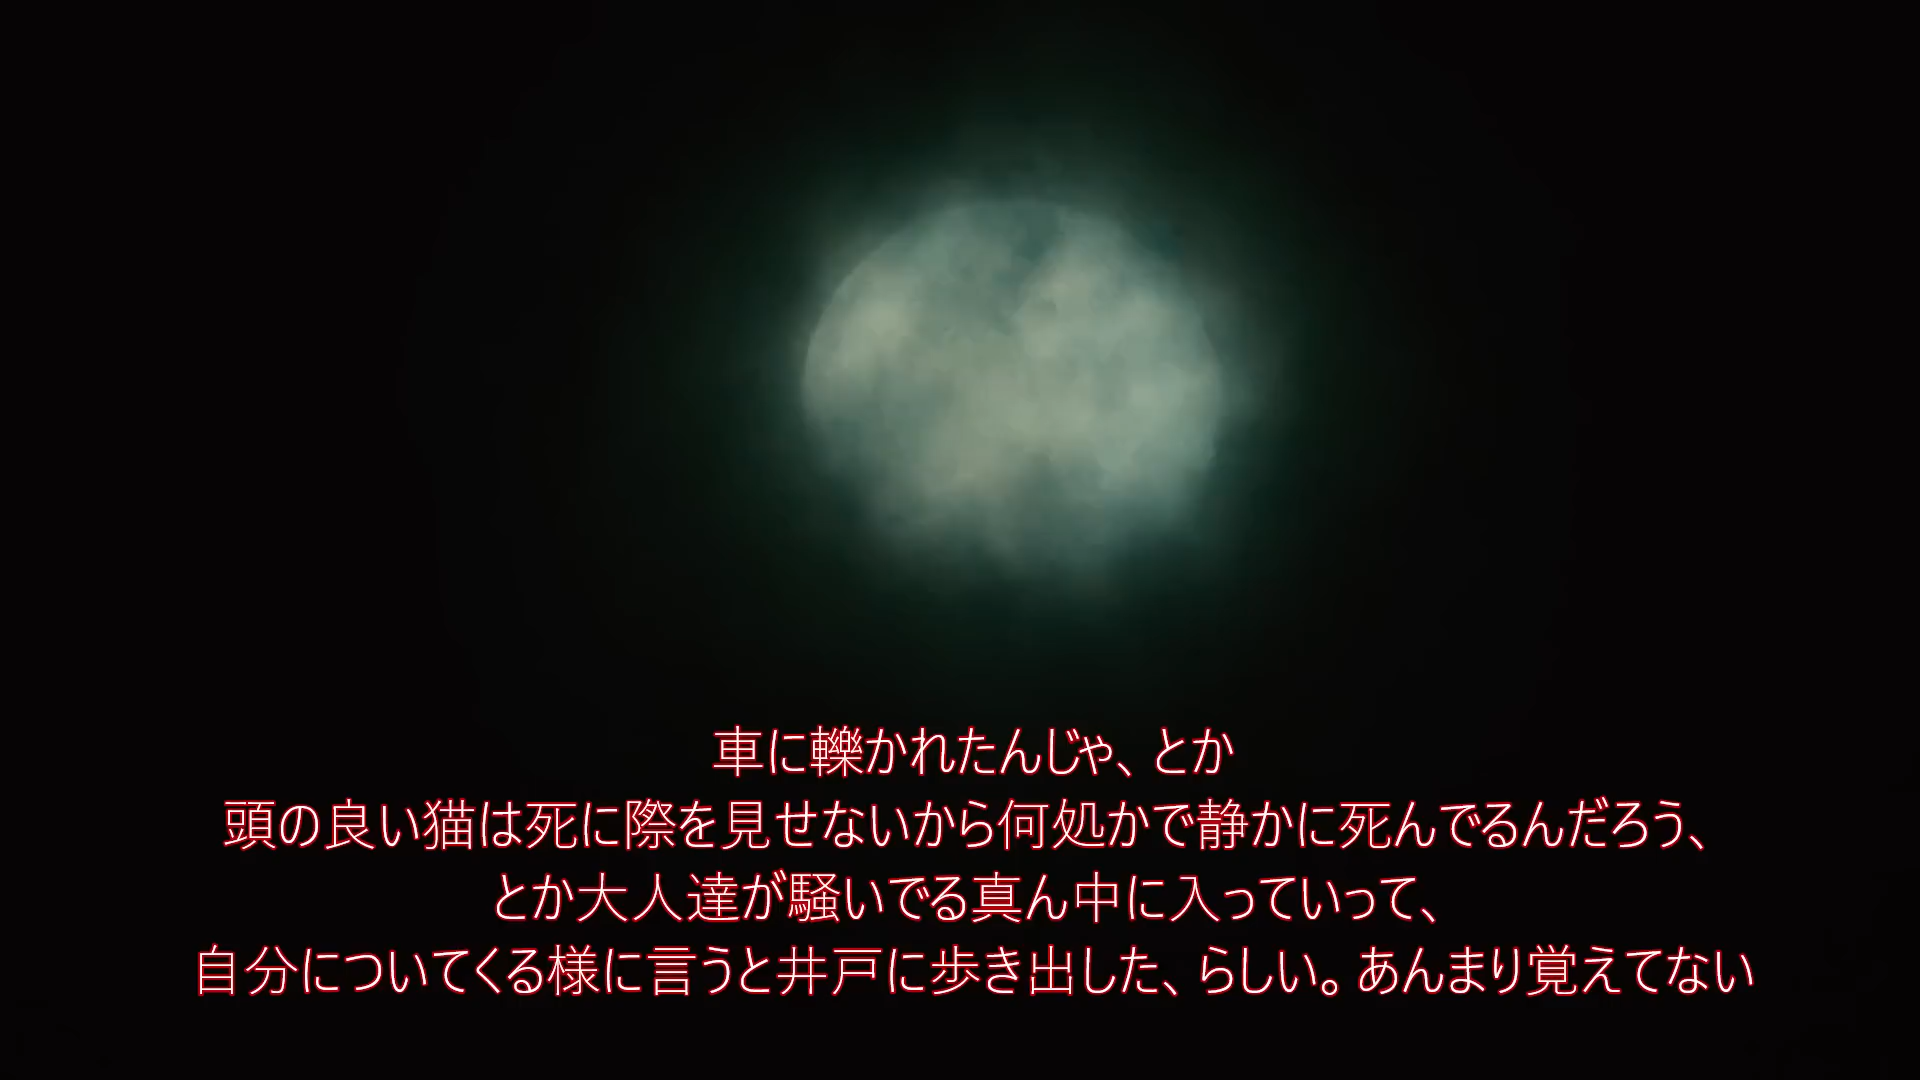 車に轢かれたんじゃ、とか
頭の良い猫は死に際を見せないから何処かで静かに死んでるんだろう、
とか大人達が騒いでる真ん中に入っていって、
自分についてくる様に言うと井戸に歩き出した、らしい。あんまり覚えてない